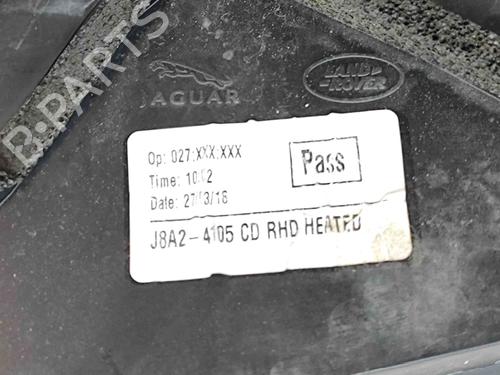 B-PARTS
JAGUAR
LAND
ROVER
Op: 027:XXX:XXX
Pass
Time: 10:02
Date: 27/03/18
J8A2-4105 CD RHD HEATED